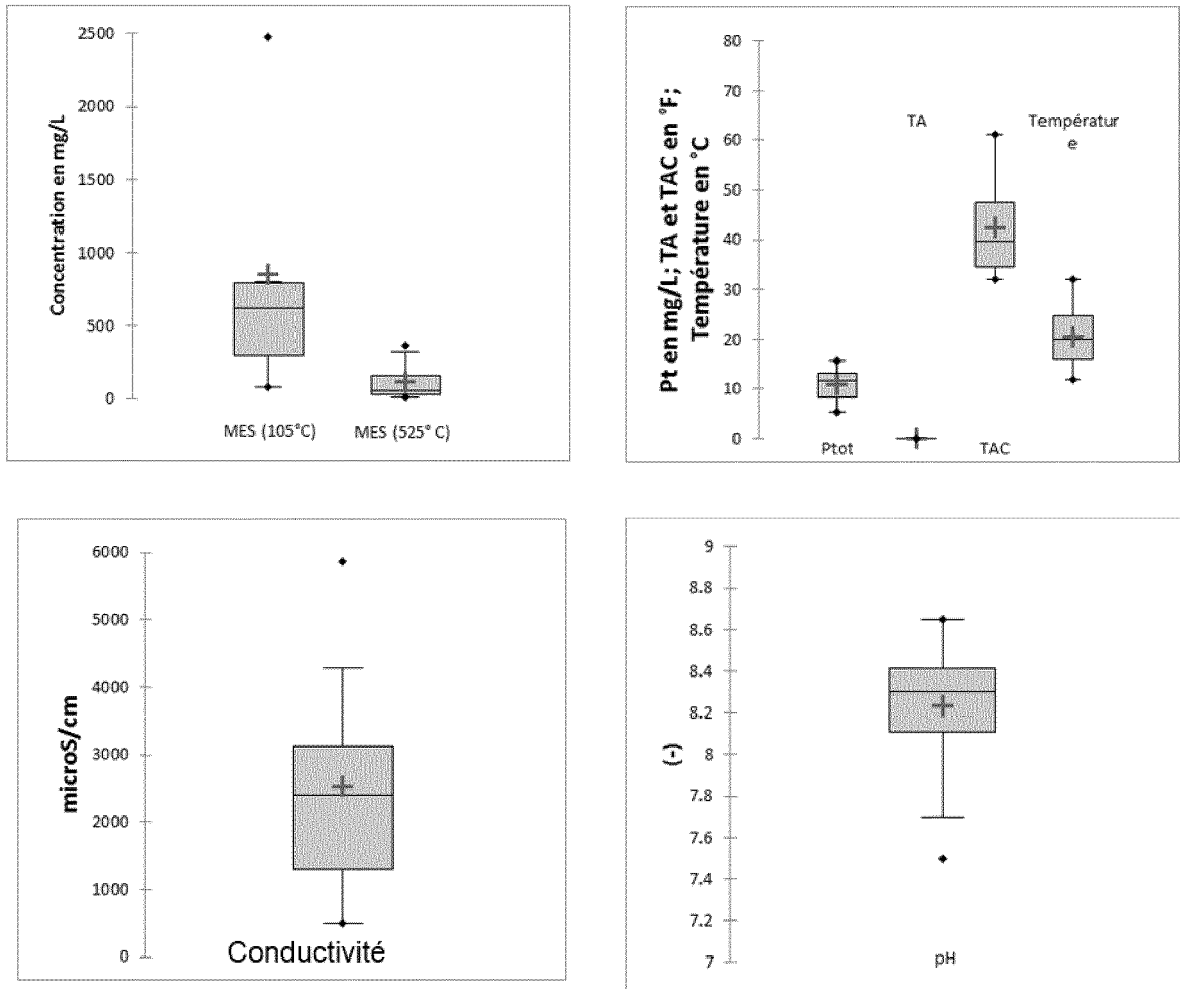 Concentration en mg/L
2500
2000
1500
1000
500
0
MES (105°C)
MES (525° C)
Pt en mg/L; TA et TAC en °F;
Température en °C
80
70
60
50
40
30
20
10
0
TA
Températur
e
Ptot
TAC
microS/cm
6000
5000
4000
3000
2000
1000
0
Conductivité
(-)
9
8.8
8.6
8.4
8.2
8
7.8
7.6
7.4
7.2
7
pH